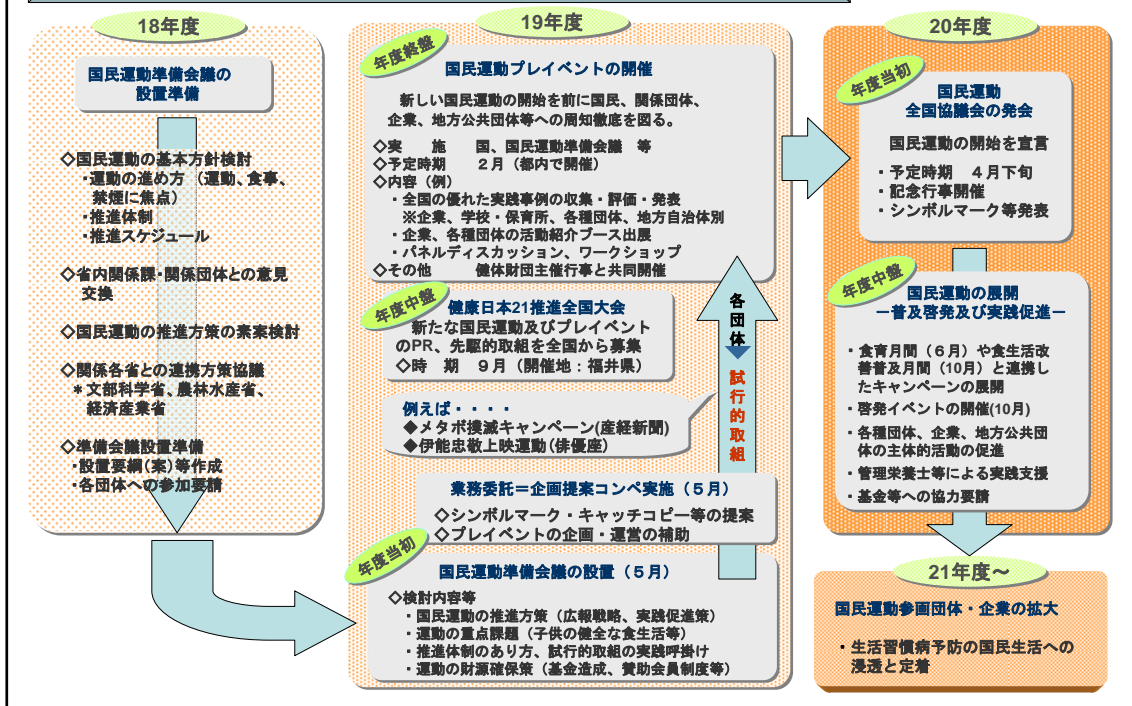 18年度
国民運動準備会議の
設置準備
◇国民運動の基本方針検討
・運動の進め方 (運動、食事、
禁煙に焦点)
・推進体制
・推進スケジュール
◇省内関係課・関係団体との意見
交換
◇国民運動の推進方策の素案検討
◇関係各省との連携方策協議
＊文部科学省、農林水産省、
経済産業省
◇準備会議設置準備
・設置要綱(案)等作成
・各団体への参加要請
19年度
年度終盤
国民運動プレイベントの開催
新しい国民運動の開始を前に国民、関係団体、
企業、地方公共団体等への周知徹底を図る。
◇実　施　国、国民運動準備会議　等
◇予定時期　２月（都内で開催）
◇内容（例）
・全国の優れた実践事例の収集・評価・発表
※企業、学校・保育所、各種団体、地方自治体別
・企業、各種団体の活動紹介ブース出展
・パネルディスカッション、ワークショップ
◇その他　健体財団主催行事と共同開催
年度中盤
健康日本21推進全国大会
新たな国民運動及びプレイベント
のPR、先駆的取組を全国から募集
◇時　期　９月（開催地：福井県）
例えば・・・・
◆メタボ撲滅キャンペーン(産経新聞)
◆伊能忠敬上映運動(俳優座)
各団体
試行的取組
業務委託＝企画提案コンペ実施（５月）
◇シンボルマーク・キャッチコピー等の提案
◇プレイベントの企画・運営の補助
年度当初
国民運動準備会議の設置（５月）
◇検討内容等
・国民運動の推進方策（広報戦略、実践促進策）
・運動の重点課題（子供の健全な食生活等）
・推進体制のあり方、試行的取組の実践呼掛け
・運動の財源確保策（基金造成、賛助会員制度等）
20年度
年度当初
国民運動
全国協議会の発会
国民運動の開始を宣言
・予定時期　４月下旬
・記念行事開催
・シンボルマーク等発表
年度中盤
国民運動の展開
－普及啓発及び実践促進－
・食育月間（６月）や食生活改
善普及月間（10月）と連携し
たキャンペーンの展開
・啓発イベントの開催(10月)
・各種団体、企業、地方公共団
体の主体的活動の促進
・管理栄養士等による実践支援
・基金等への協力要請
21年度～
国民運動参画団体・企業の拡大
・生活習慣病予防の国民生活への
浸透と定着